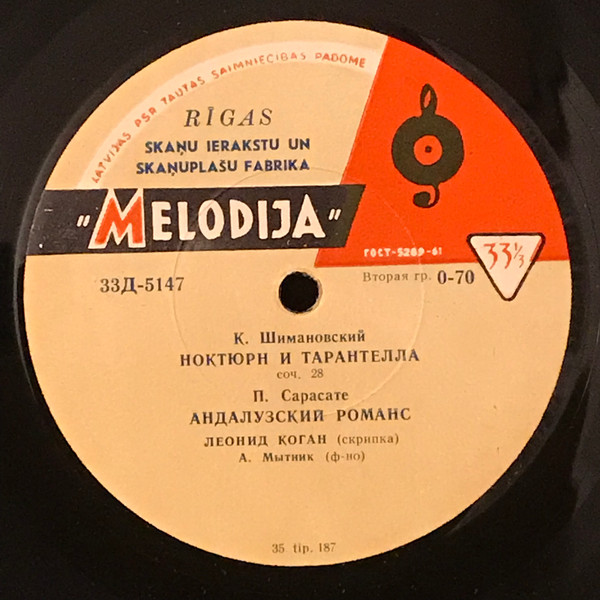 LATVIJAS PSR TAUTAS SAIMNIECĪBAS PADOME
RĪGAS
SKAŅU IERAKSTU UN
SKAŅUPLAŠU FABRIKA
"MELODIJA"
ГОСТ-5289-61
33⅓
33Д-5147
Вторая гр. 0-70
К. Шимановский
НОКТЮРН И ТАРАНТЕЛЛА
соч. 28
П. Сарасате
АНДАЛУЗСКИЙ РОМАНС
ЛЕОНИД КОГАН (скрипка)
А. Мытник (ф-но)
35 tip. 187